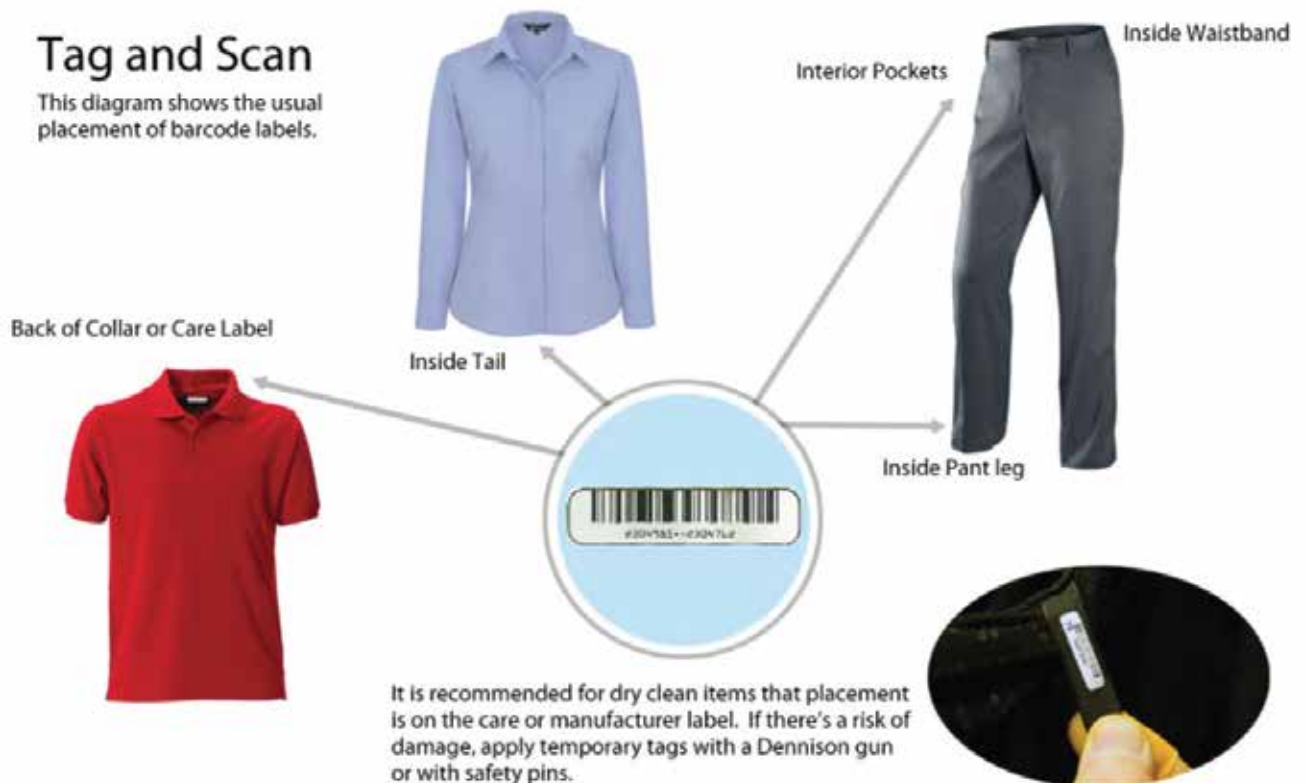 Tag and Scan
This diagram shows the usual
placement of barcode labels.
Inside Waistband
Interior Pockets
Back of Collar or Care Label
Inside Tail
Inside Pant leg
It is recommended for dry clean items that placement
is on the care or manufacturer label. If there's a risk of
damage, apply temporary tags with a Dennison gun
or with safety pins.